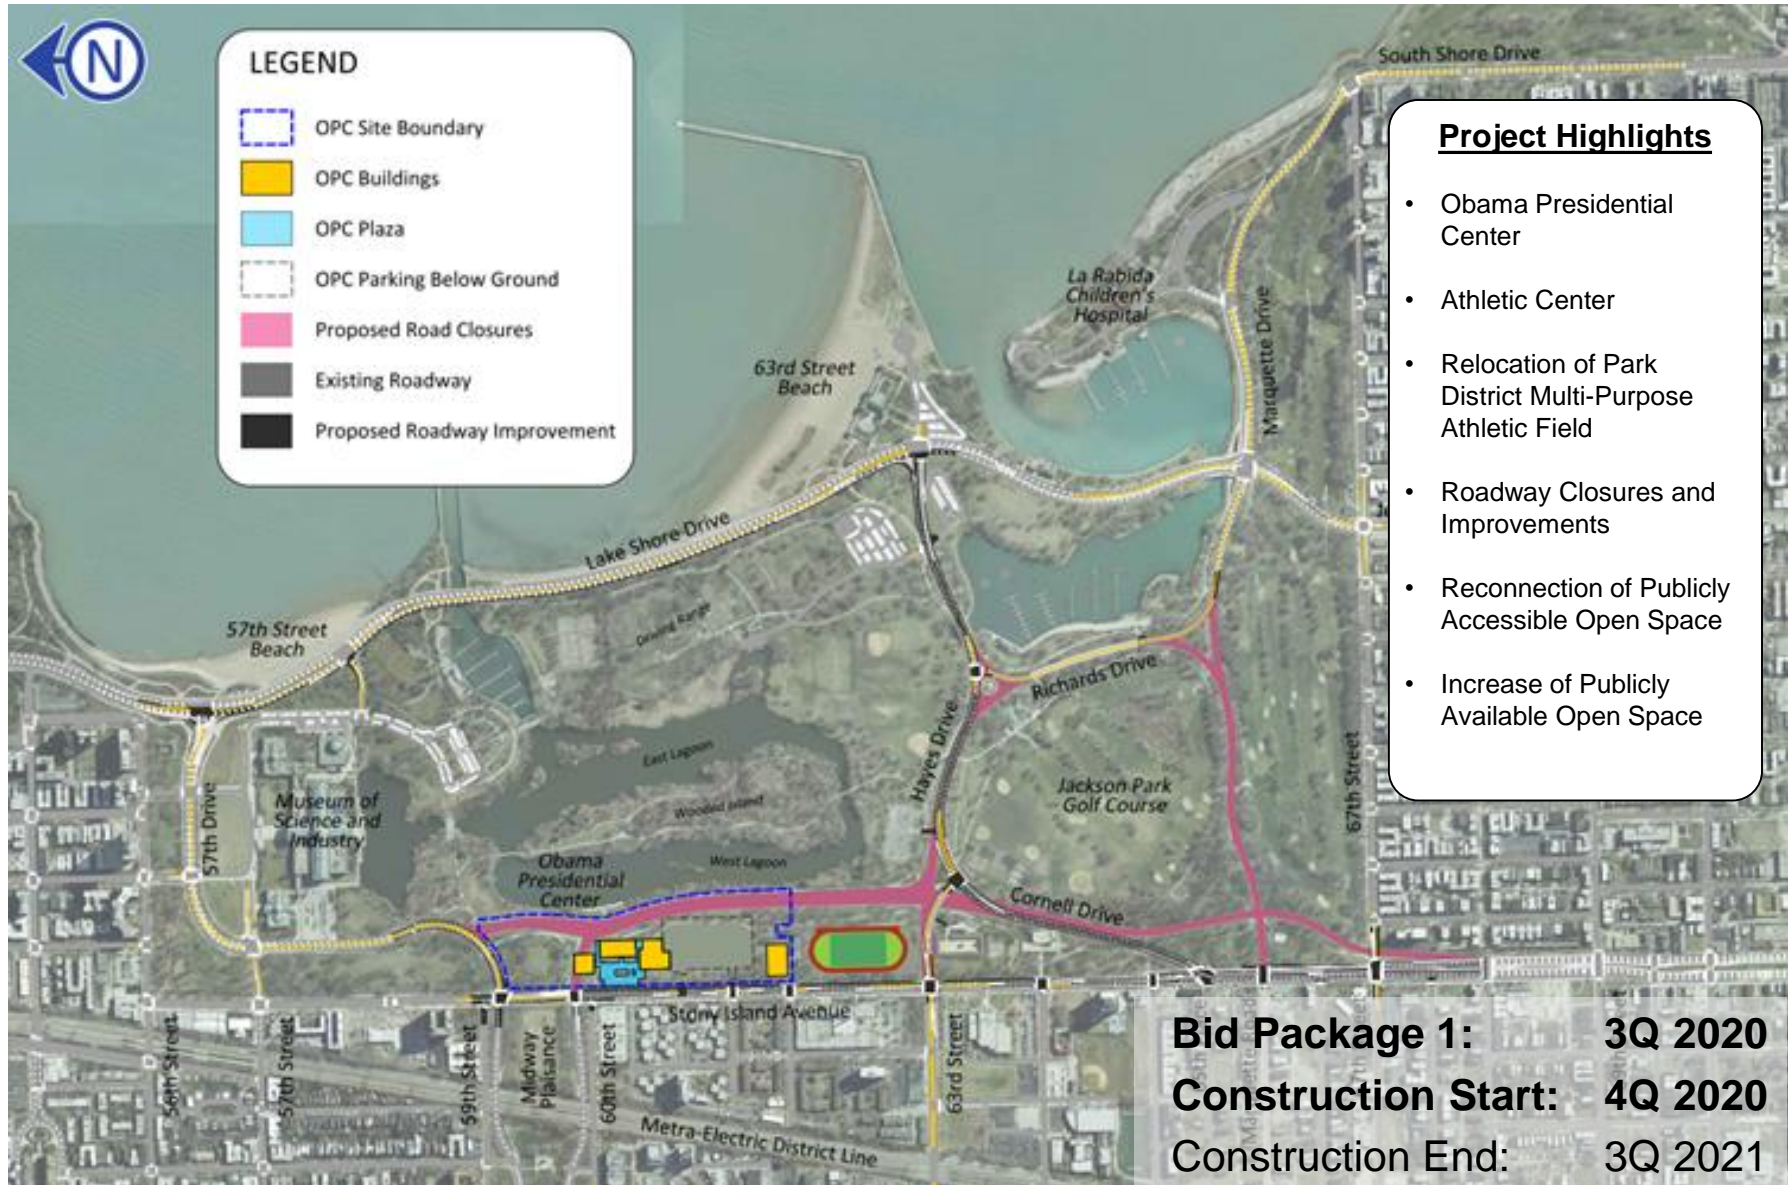 N
LEGEND
OPC Site Boundary
OPC Buildings
OPC Plaza
OPC Parking Below Ground
Proposed Road Closures
Existing Roadway
Proposed Roadway Improvement
South Shore Drive
Project Highlights
• Obama Presidential
Center
• Athletic Center
• Relocation of Park
District Multi-Purpose
Athletic Field
• Roadway Closures and
Improvements
• Reconnection of Publicly
Accessible Open Space
• Increase of Publicly
Available Open Space
La Rabida
Children's
Hospital
Marquette Drive
63rd Street
Beach
Lake Shore Drive
57th Street
Beach
Driving Range
Richards Drive
Hayes Drive
East Lagoon
Wooded Island
West Lagoon
Jackson Park
Golf Course
67th Street
57th Drive
Museum of
Science and
Industry
Obama
Presidential
Center
Cornell Drive
Stony Island Avenue
56th Street
57th Street
59th Street
Midway
Plaisance
60th Street
63rd Street
Metra Electric District Line
Bid Package 1: 3Q 2020
Construction Start: 4Q 2020
Construction End: 3Q 2021